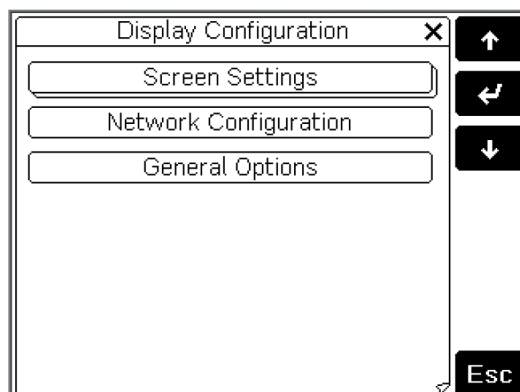 Display Configuration
Screen Settings
Network Configuration
General Options
Esc